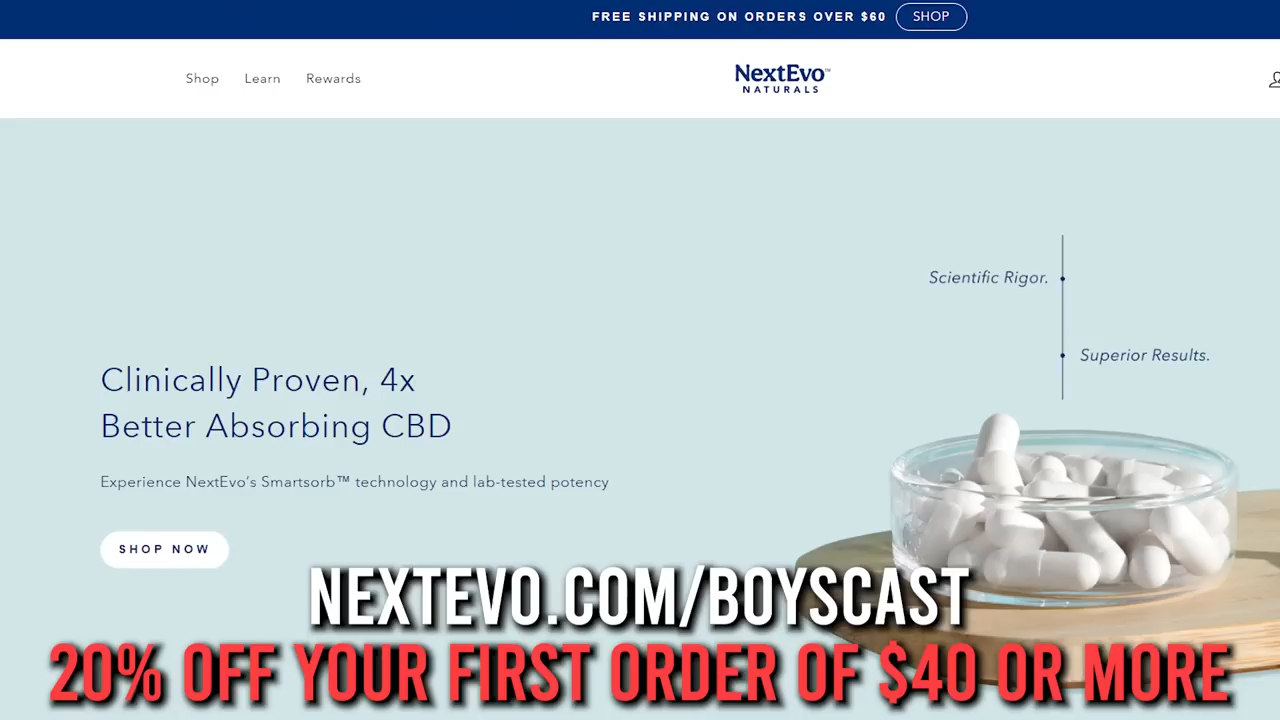 FREE SHIPPING ON ORDERS OVER $60 SHOP
Shop Learn Rewards
NextEvo™
NATURALS
Scientific Rigor.
Superior Results.
Clinically Proven, 4x
Better Absorbing CBD
Experience NextEvo's Smartsorb™ technology and lab-tested potency
SHOP NOW
NEXTEVO.COM/BOYSCAST
20% OFF YOUR FIRST ORDER OF $40 OR MORE